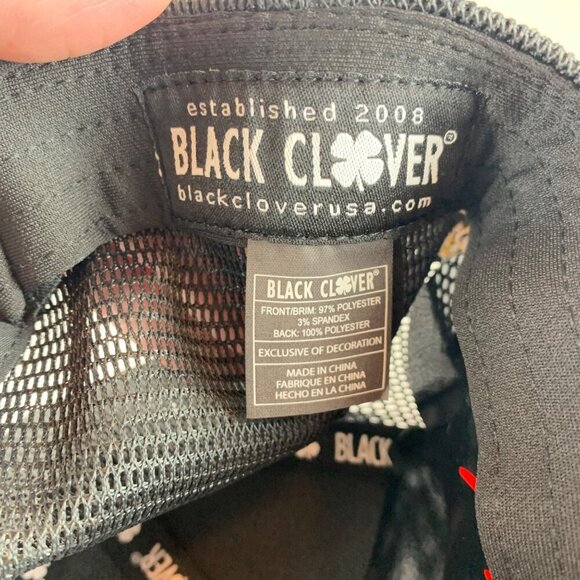 established 2008
BLACK CLOVER®
blackcloverusa.com
BLACK CLOVER®
FRONT/BRIM: 97% POLYESTER
3% SPANDEX
BACK: 100% POLYESTER
EXCLUSIVE OF DECORATION
MADE IN CHINA
FABRIQUE EN CHINA
HECHO EN CHINA
BLACK
OVER